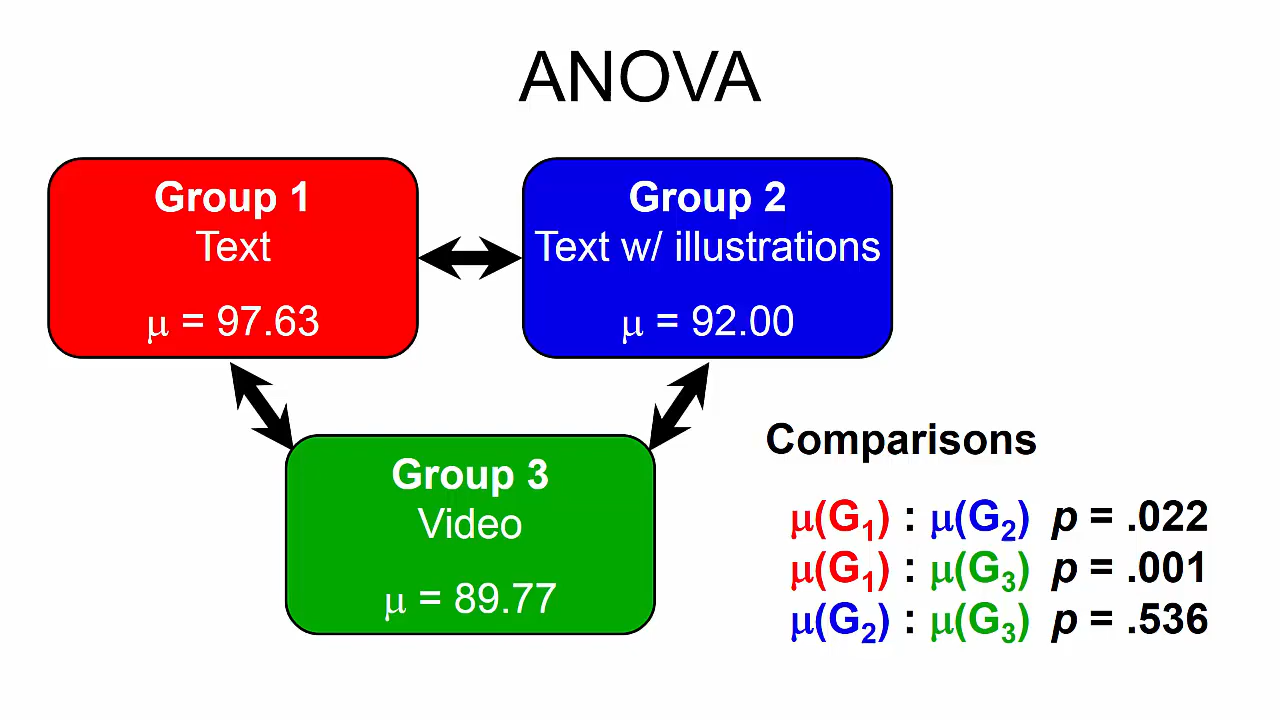 ANOVA
Group 1
Text
μ = 97.63
Group 2
Text w/ illustrations
μ = 92.00
Group 3
Video
μ = 89.77
Comparisons
μ(G₁) : μ(G₂) p = .022
μ(G₁) : μ(G₃) p = .001
μ(G₂) : μ(G₃) p = .536